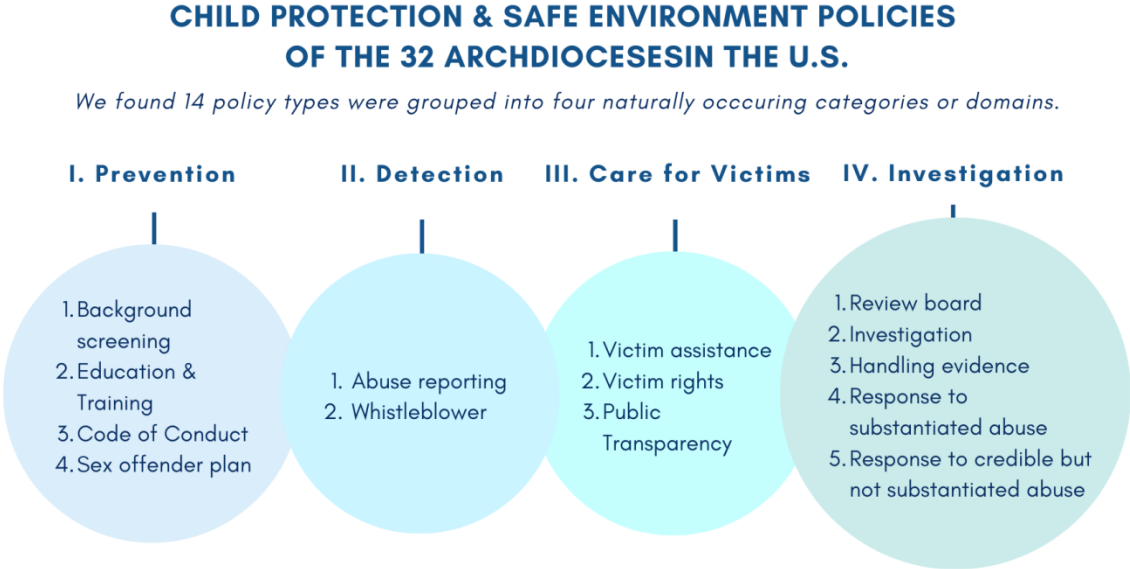 CHILD PROTECTION & SAFE ENVIRONMENT POLICIES
OF THE 32 ARCHDIOCESESIN THE U.S.
We found 14 policy types were grouped into four naturally occcuring categories or domains.
I. Prevention
1. Background
screening
2. Education &
Training
3. Code of Conduct
4. Sex offender plan
II. Detection
1. Abuse reporting
2. Whistleblower
III. Care for Victims
1. Victim assistance
2. Victim rights
3. Public
Transparency
IV. Investigation
1. Review board
2. Investigation
3. Handling evidence
4. Response to
substantiated abuse
5. Response to credible but
not substantiated abuse